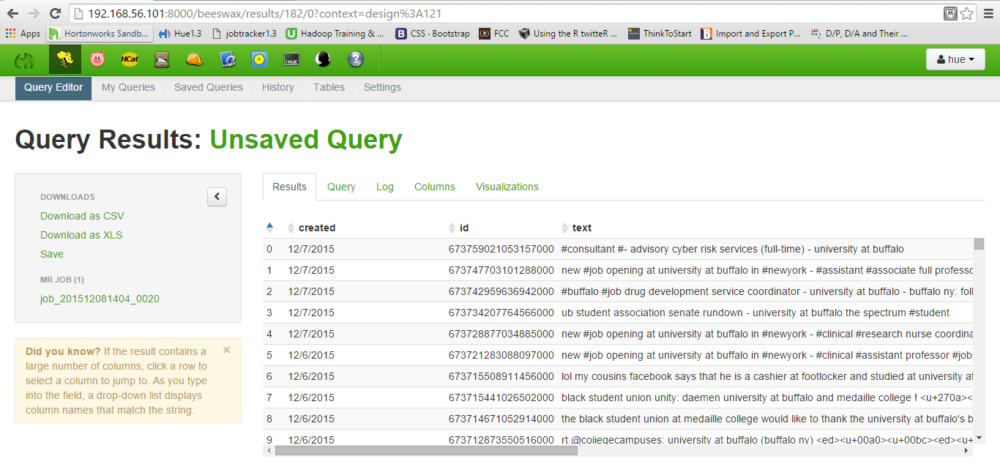 192.168.56.101:8000/beeswax/results/182/0?context=design%3A121
Apps Hortonworks Sandb... Hue1.3 jobtracker1.3 Hadoop Training & ... CSS · Bootstrap FCC Using the R twitteR ... ThinkToStart Import and Export P... D/P, D/A and Their ...
HCat >HUE ? hue
Query Editor My Queries Saved Queries History Tables Settings
Query Results: Unsaved Query
DOWNLOADS
Download as CSV
Download as XLS
Save
MR JOB (1)
job_201512081404_0020
Did you know? If the result contains a
large number of columns, click a row to
select a column to jump to. As you type
into the field, a drop-down list displays
column names that match the string.
Results Query Log Columns Visualizations
created id text
0 12/7/2015 673759021053157000 #consultant #- advisory cyber risk services (full-time) - university at buffalo
1 12/7/2015 673747703101288000 new #job opening at university at buffalo in #newyork - #assistant #associate full professo
2 12/7/2015 673742959636942000 #buffalo #job drug development service coordinator - university at buffalo - buffalo ny: foll
3 12/7/2015 673734207764566000 ub student association senate rundown - university at buffalo the spectrum #student
4 12/7/2015 673728877034885000 new #job opening at university at buffalo in #newyork - #clinical #research nurse coordina
5 12/6/2015 673721283088097000 new #job opening at university at buffalo in #newyork - #clinical #assistant professor #jobs
6 12/6/2015 673715508911456000 lol my cousins facebook says that he is a cashier at footlocker and studied at university at
7 12/6/2015 673715441026502000 black student union unity: daemen university at buffalo and medaille college ! <u+270a><
8 12/6/2015 673714671052914000 the black student union at medaille college would like to thank the university at buffalo's b
9 12/6/2015 673712873550516000 rt @collegecampuses: university at buffalo (buffalo ny) <ed><u+00a0><u+00bc><ed><u+